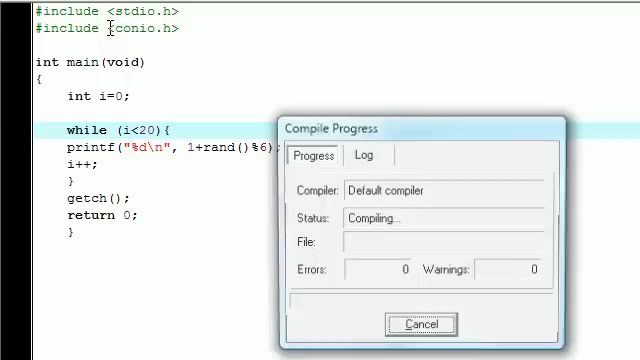 #include <stdio.h>
#include <conio.h>
int main(void)
{
int i=0;
while (i<20){
printf("%d\n", 1+rand()%6);
i++;
}
getch();
return 0;
}
Compile Progress
Progress
Log
Compiler: Default compiler
Status: Compiling...
File:
Errors: 0 Warnings: 0
Cancel